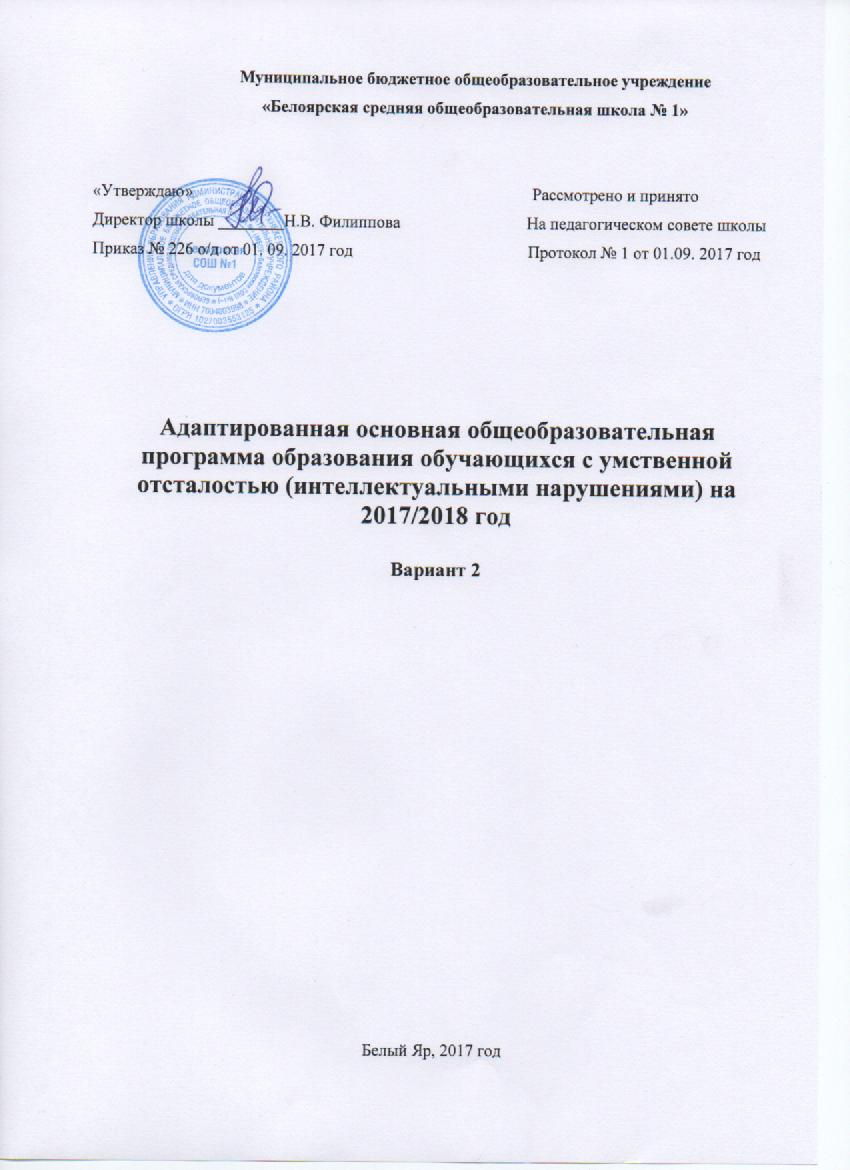 Муниципальное бюджетное общеобразовательное учреждение
«Белоярская средняя общеобразовательная школа № 1»
«Утверждаю»
Директор школы ________Н.В. Филиппова
Приказ № 226 о/д от 01. 09. 2017 год
Рассмотрено и принято
На педагогическом совете школы
Протокол № 1 от 01.09. 2017 год
СОШ №1
для документов
Адаптированная основная общеобразовательная
программа образования обучающихся с умственной
отсталостью (интеллектуальными нарушениями) на
2017/2018 год
Вариант 2
Белый Яр, 2017 год